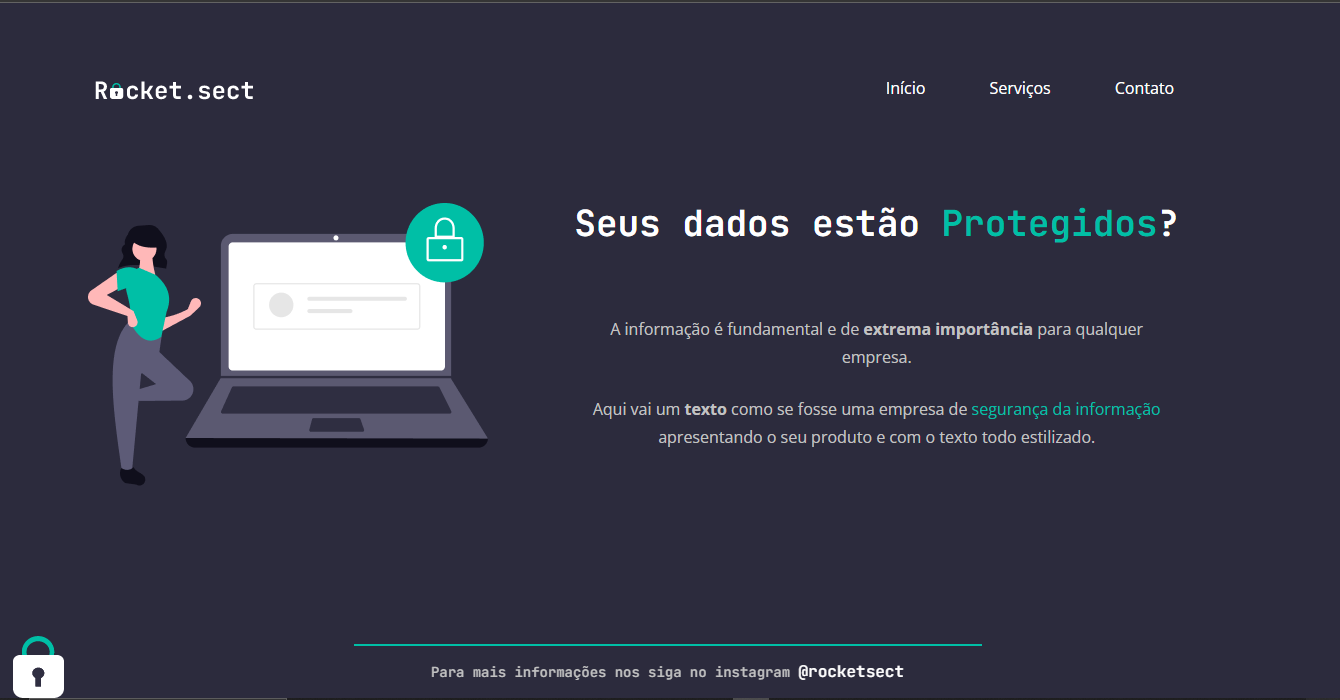 Rocket.sect
Início Serviços Contato
Seus dados estão Protegidos?
A informação é fundamental e de extrema importância para qualquer
empresa.
Aqui vai um texto como se fosse uma empresa de segurança da informação
apresentando o seu produto e com o texto todo estilizado.
Para mais informações nos siga no instagram @rocketsect